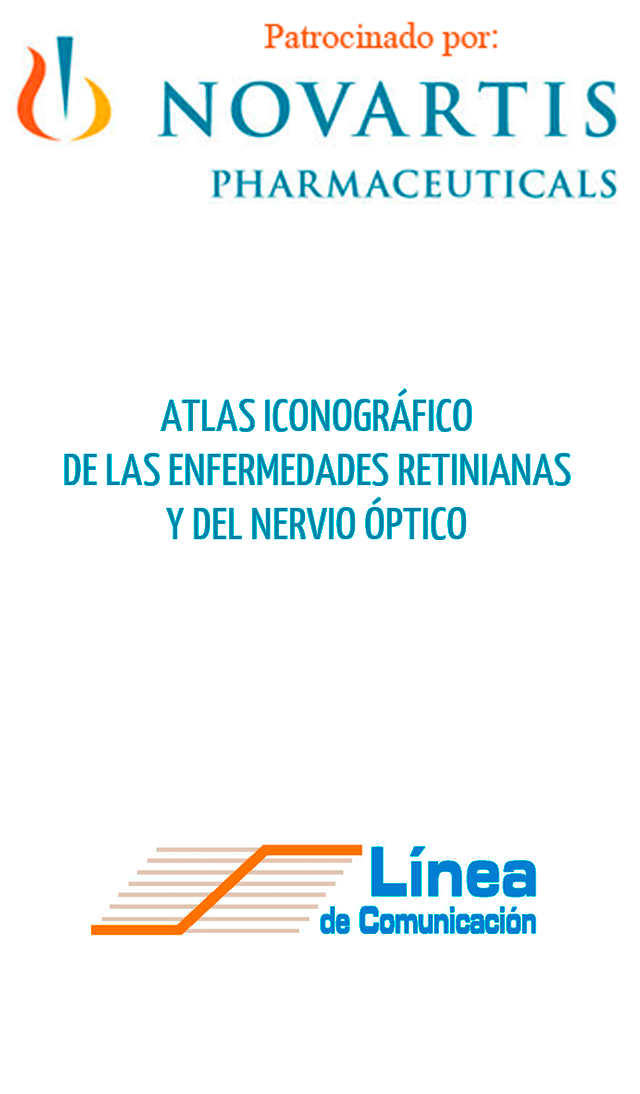 Patrocinado por:
NOVARTIS
PHARMACEUTICALS
ATLAS ICONOGRÁFICO
DE LAS ENFERMEDADES RETINIANAS
Y DEL NERVIO ÓPTICO
Línea
de Comunicación